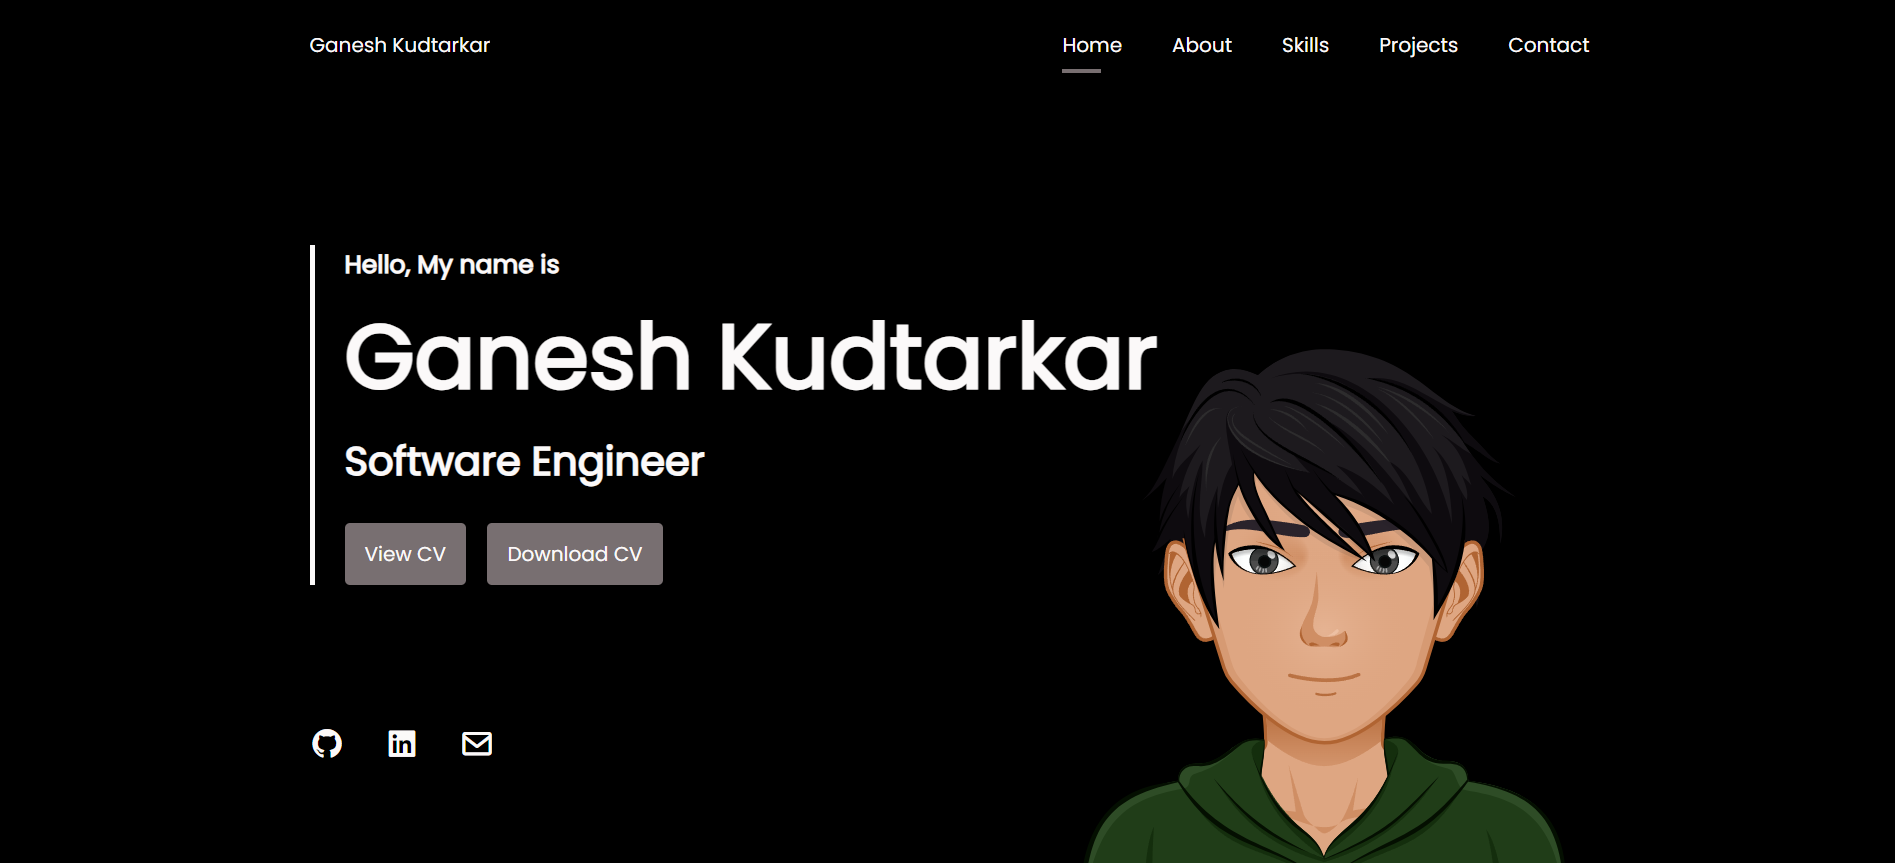 Ganesh Kudtarkar
Home About Skills Projects Contact
Hello, My name is
Ganesh Kudtarkar
Software Engineer
View CV
Download CV
in